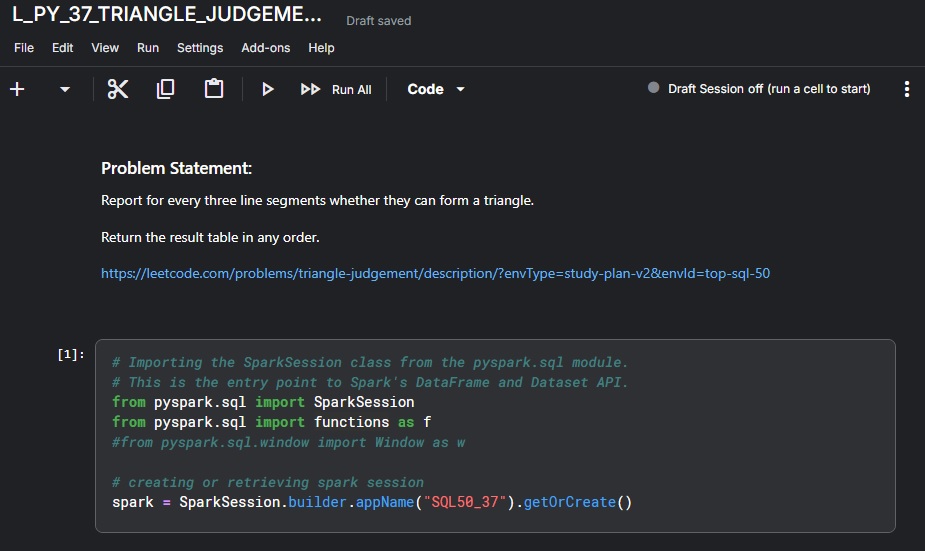 L_PY_37_TRIANGLE_JUDGEME...
Draft saved
File Edit View Run Settings Add-ons Help
Run All Code Draft Session off (run a cell to start)
Problem Statement:
Report for every three line segments whether they can form a triangle.
Return the result table in any order.
https://leetcode.com/problems/triangle-judgement/description/?envType=study-plan-v2&envId=top-sql-50
[1]:
# Importing the SparkSession class from the pyspark.sql module.
# This is the entry point to Spark's DataFrame and Dataset API.
from pyspark.sql import SparkSession
from pyspark.sql import functions as f
#from pyspark.sql.window import Window as w
# creating or retrieving spark session
spark = SparkSession.builder.appName("SQL50_37").getOrCreate()